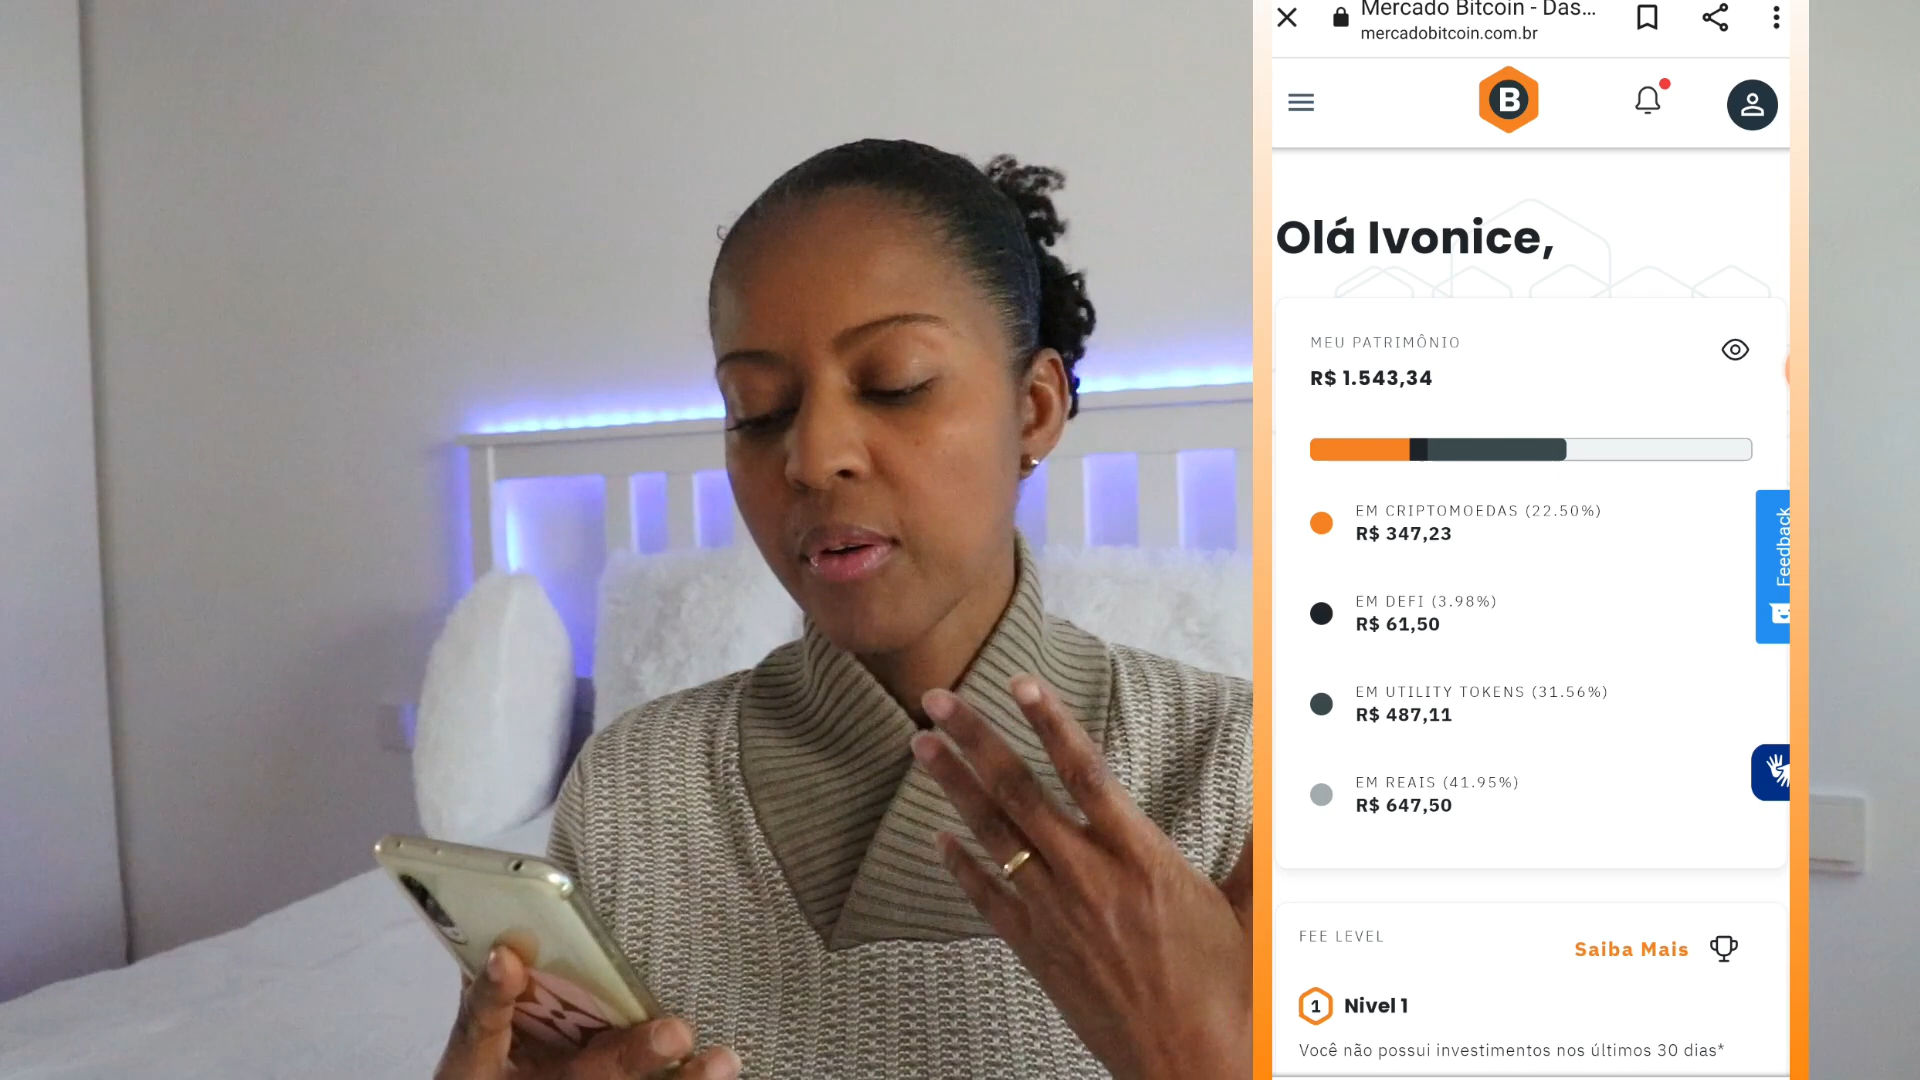 Mercado Bitcoin - Das...
mercadobitcoin.com.br
B
Olá Ivonice,
MEU PATRIMÔNIO
R$ 1.543,34
EM CRIPTOMOEDAS (22.50%)
R$ 347,23
Feedback
EM DEFI (3.98%)
R$ 61,50
EM UTILITY TOKENS (31.56%)
R$ 487,11
EM REAIS (41.95%)
R$ 647,50
FEE LEVEL
Saiba Mais
1 Nivel 1
Você não possui investimentos nos últimos 30 dias*